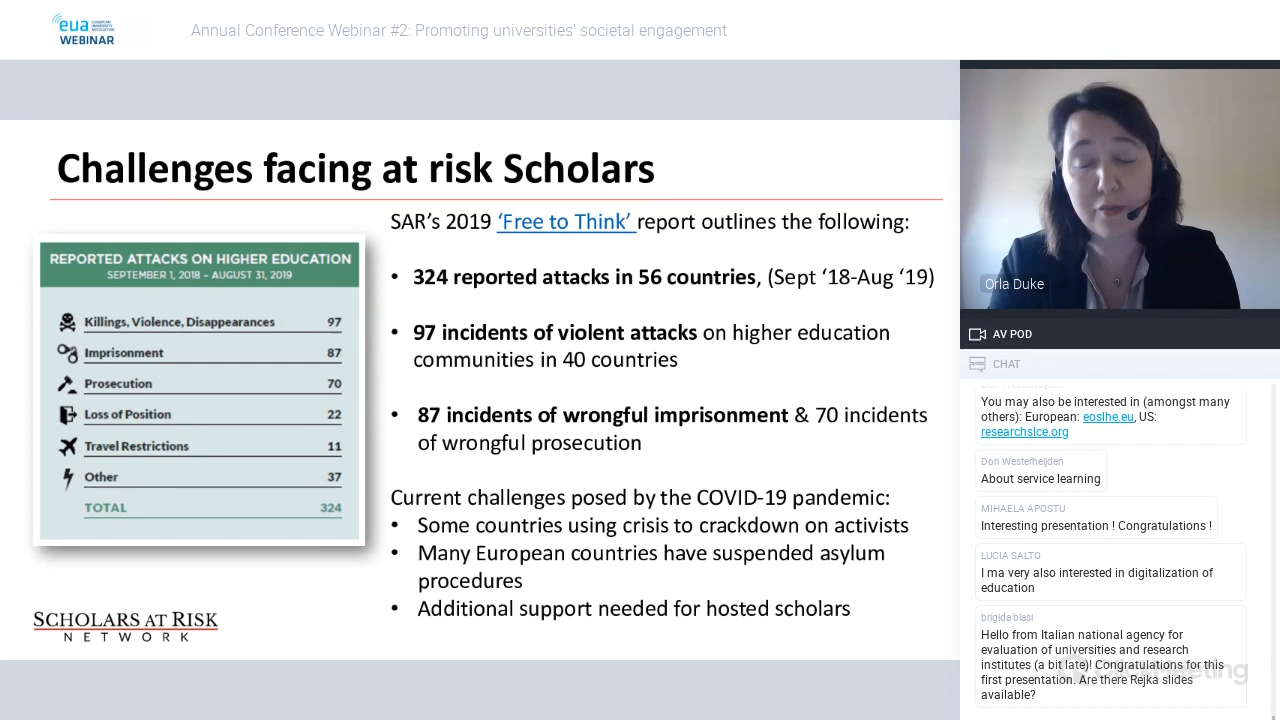 eua EUROPEAN UNIVERSITY ASSOCIATION
WEBINAR
Annual Conference Webinar #2: Promoting universities' societal engagement
Challenges facing at risk Scholars
REPORTED ATTACKS ON HIGHER EDUCATION
SEPTEMBER 1, 2018 – AUGUST 31, 2019
Killings, Violence, Disappearances 97
Imprisonment 87
Prosecution 70
Loss of Position 22
Travel Restrictions 11
Other 37
TOTAL 324
SCHOLARS AT RISK
NETWORK
SAR's 2019 'Free to Think' report outlines the following:
• 324 reported attacks in 56 countries, (Sept '18-Aug '19)
• 97 incidents of violent attacks on higher education
communities in 40 countries
• 87 incidents of wrongful imprisonment & 70 incidents
of wrongful prosecution
Current challenges posed by the COVID-19 pandemic:
• Some countries using crisis to crackdown on activists
• Many European countries have suspended asylum
procedures
• Additional support needed for hosted scholars
Orla Duke
AV POD
CHAT
Don Westerheijden
You may also be interested in (amongst many
others): European: eoslhe.eu, US:
researchslce.org
Don Westerheijden
About service learning
MIHAELA APOSTU
Interesting presentation ! Congratulations !
LUCIA SALTO
I ma very also interested in digitalization of
education
brigida blasi
Hello from Italian national agency for
evaluation of universities and research
institutes (a bit late)! Congratulations for this
first presentation. Are there Rejka slides
available?
ClickMeeting